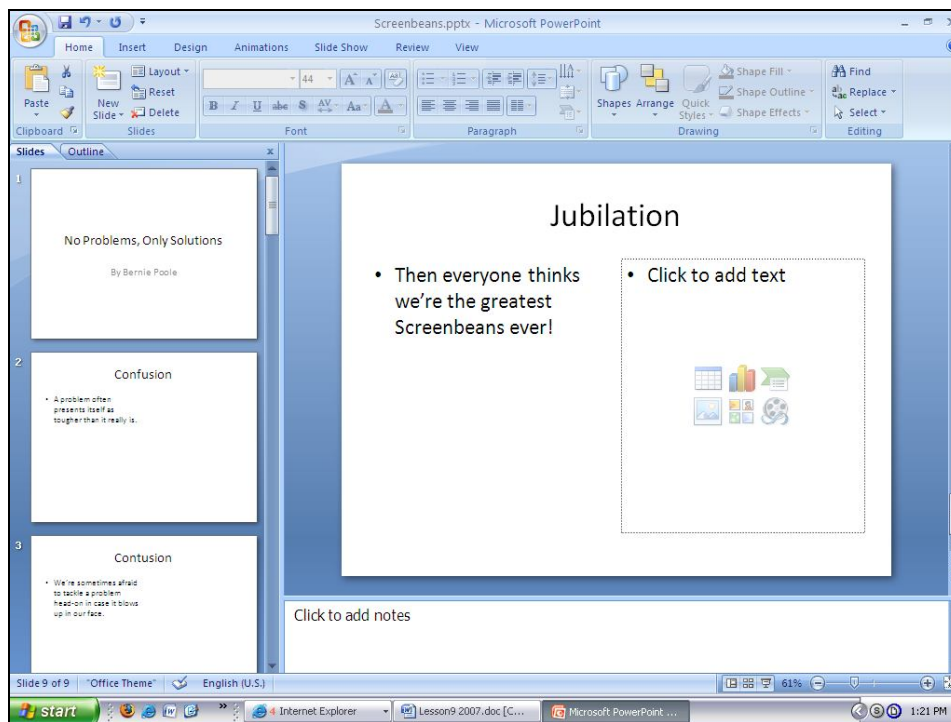 Screenbeans.pptx - Microsoft PowerPoint
Home Insert Design Animations Slide Show Review View
Paste
Clipboard
New
Slide
Layout
Reset
Delete
Slides
44
B I U abc S AV Aa A
Font
Paragraph
Shapes Arrange Quick
Styles
Shape Fill
Shape Outline
Shape Effects
Drawing
Find
Replace
Select
Editing
Slides Outline x
1
No Problems, Only Solutions
By Bernie Poole
2
Confusion
• A problem often
presents itself as
tougher than it really is.
3
Contusion
• We're sometimes afraid
to tackle a problem
head-on in case it blows
up in our face.
Jubilation
• Then everyone thinks
we're the greatest
Screenbeans ever!
• Click to add text
Click to add notes
Slide 9 of 9 "Office Theme" English (U.S.) 61%
start 4 Internet Explorer Lesson9 2007.doc [C... Microsoft PowerPoint ... 1:21 PM